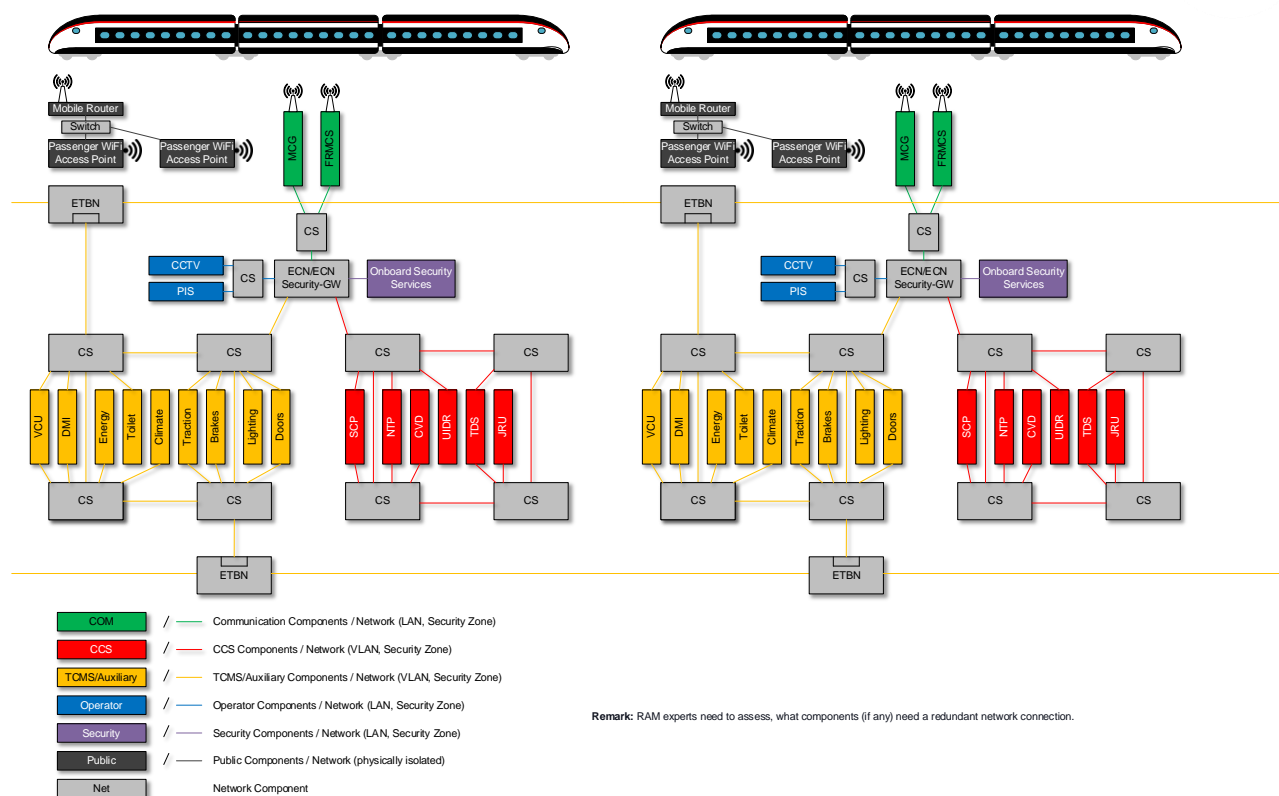 Mobile Router
Switch
Passenger WiFi
Access Point
Passenger WiFi
Access Point
MCG
FRMCS
ETBN
CS
CCTV
PIS
CS
ECN/ECN
Security-GW
Onboard Security
Services
CS
CS
CS
CS
VCU
DMI
Energy
Toilet
Climate
Traction
Brakes
Lighting
Doors
SCP
NTP
CVD
UIDR
TDS
JRU
CS
CS
CS
CS
ETBN
Mobile Router
Switch
Passenger WiFi
Access Point
Passenger WiFi
Access Point
MCG
FRMCS
ETBN
CS
CCTV
PIS
CS
ECN/ECN
Security-GW
Onboard Security
Services
CS
CS
CS
CS
VCU
DMI
Energy
Toilet
Climate
Traction
Brakes
Lighting
Doors
SCP
NTP
CVD
UIDR
TDS
JRU
CS
CS
CS
CS
ETBN
COM / Communication Components / Network (LAN, Security Zone)
CCS / CCS Components / Network (VLAN, Security Zone)
TCMS/Auxiliary / TCMS/Auxiliary Components / Network (VLAN, Security Zone)
Operator / Operator Components / Network (LAN, Security Zone)
Security / Security Components / Network (LAN, Security Zone)
Public / Public Components / Network (physically isolated)
Net Network Component
Remark: RAM experts need to assess, what components (if any) need a redundant network connection.